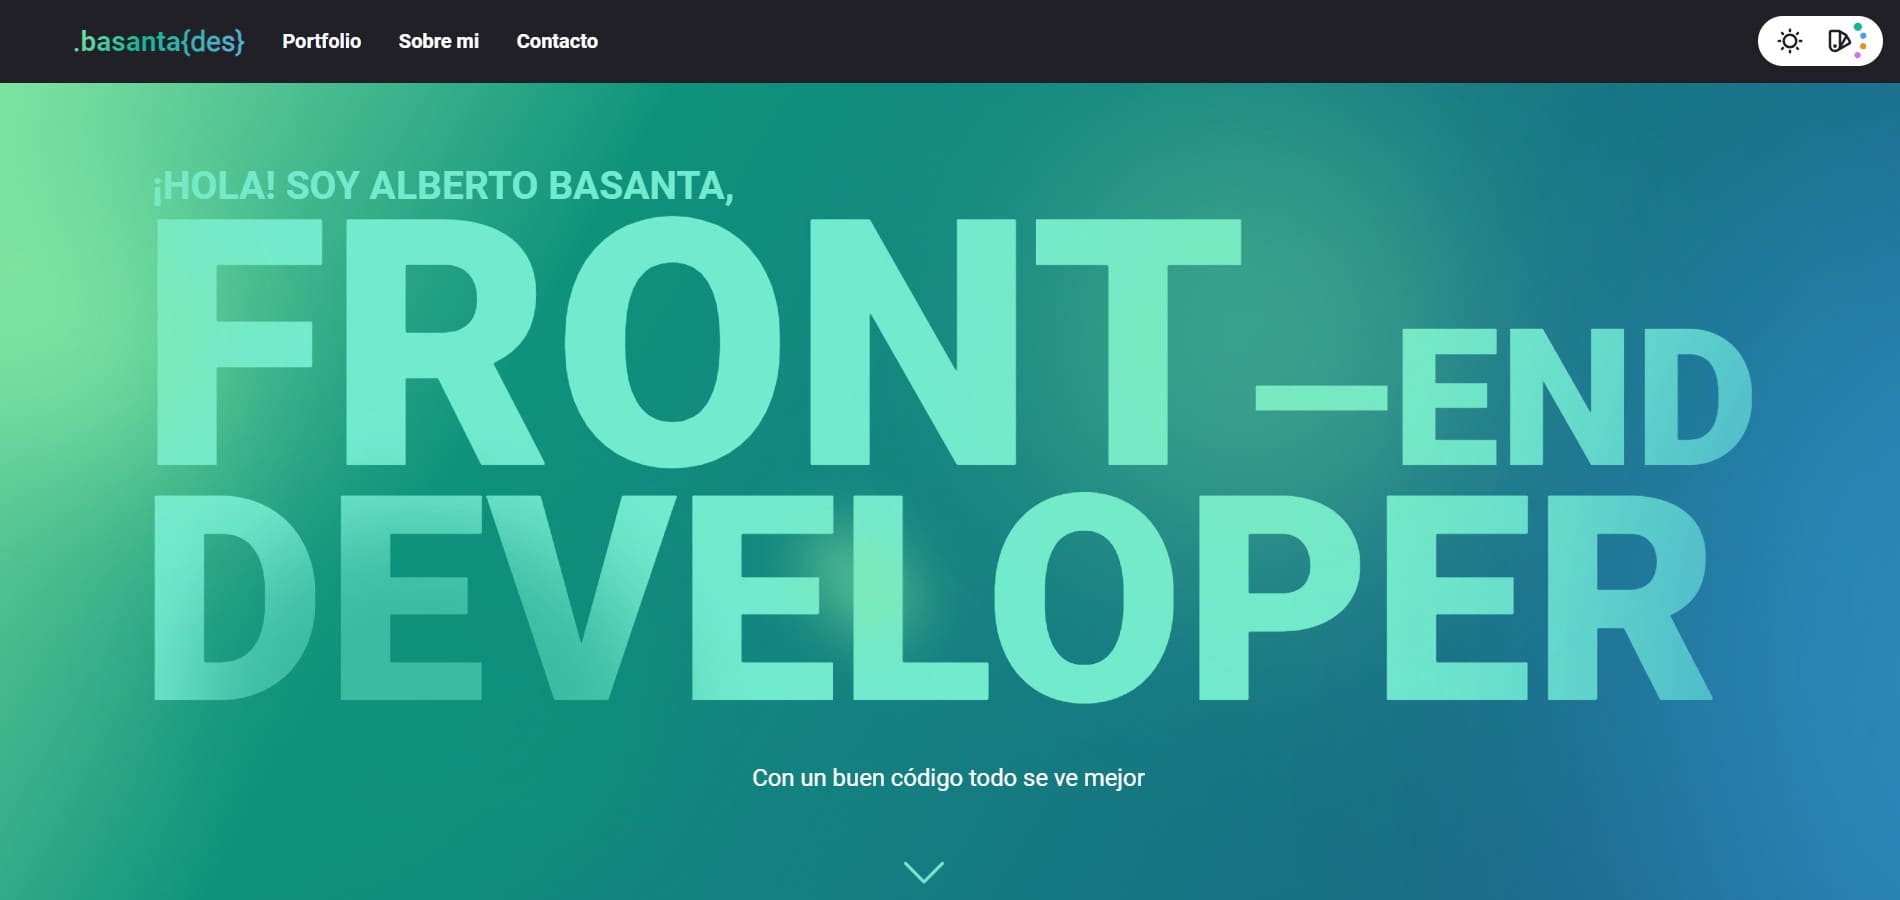 .basanta{des} Portfolio Sobre mi Contacto
¡HOLA! SOY ALBERTO BASANTA,
FRONT-END
DEVELOPER
Con un buen código todo se ve mejor